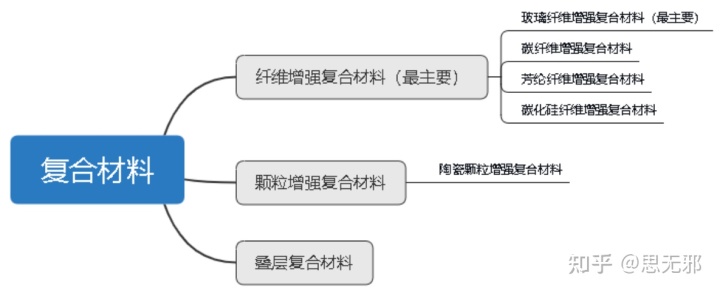 玻璃纤维增强复合材料（最主要）
碳纤维增强复合材料
纤维增强复合材料（最主要）
芳纶纤维增强复合材料
碳化硅纤维增强复合材料
复合材料
颗粒增强复合材料
陶瓷颗粒增强复合材料
叠层复合材料
知乎 @思无邪